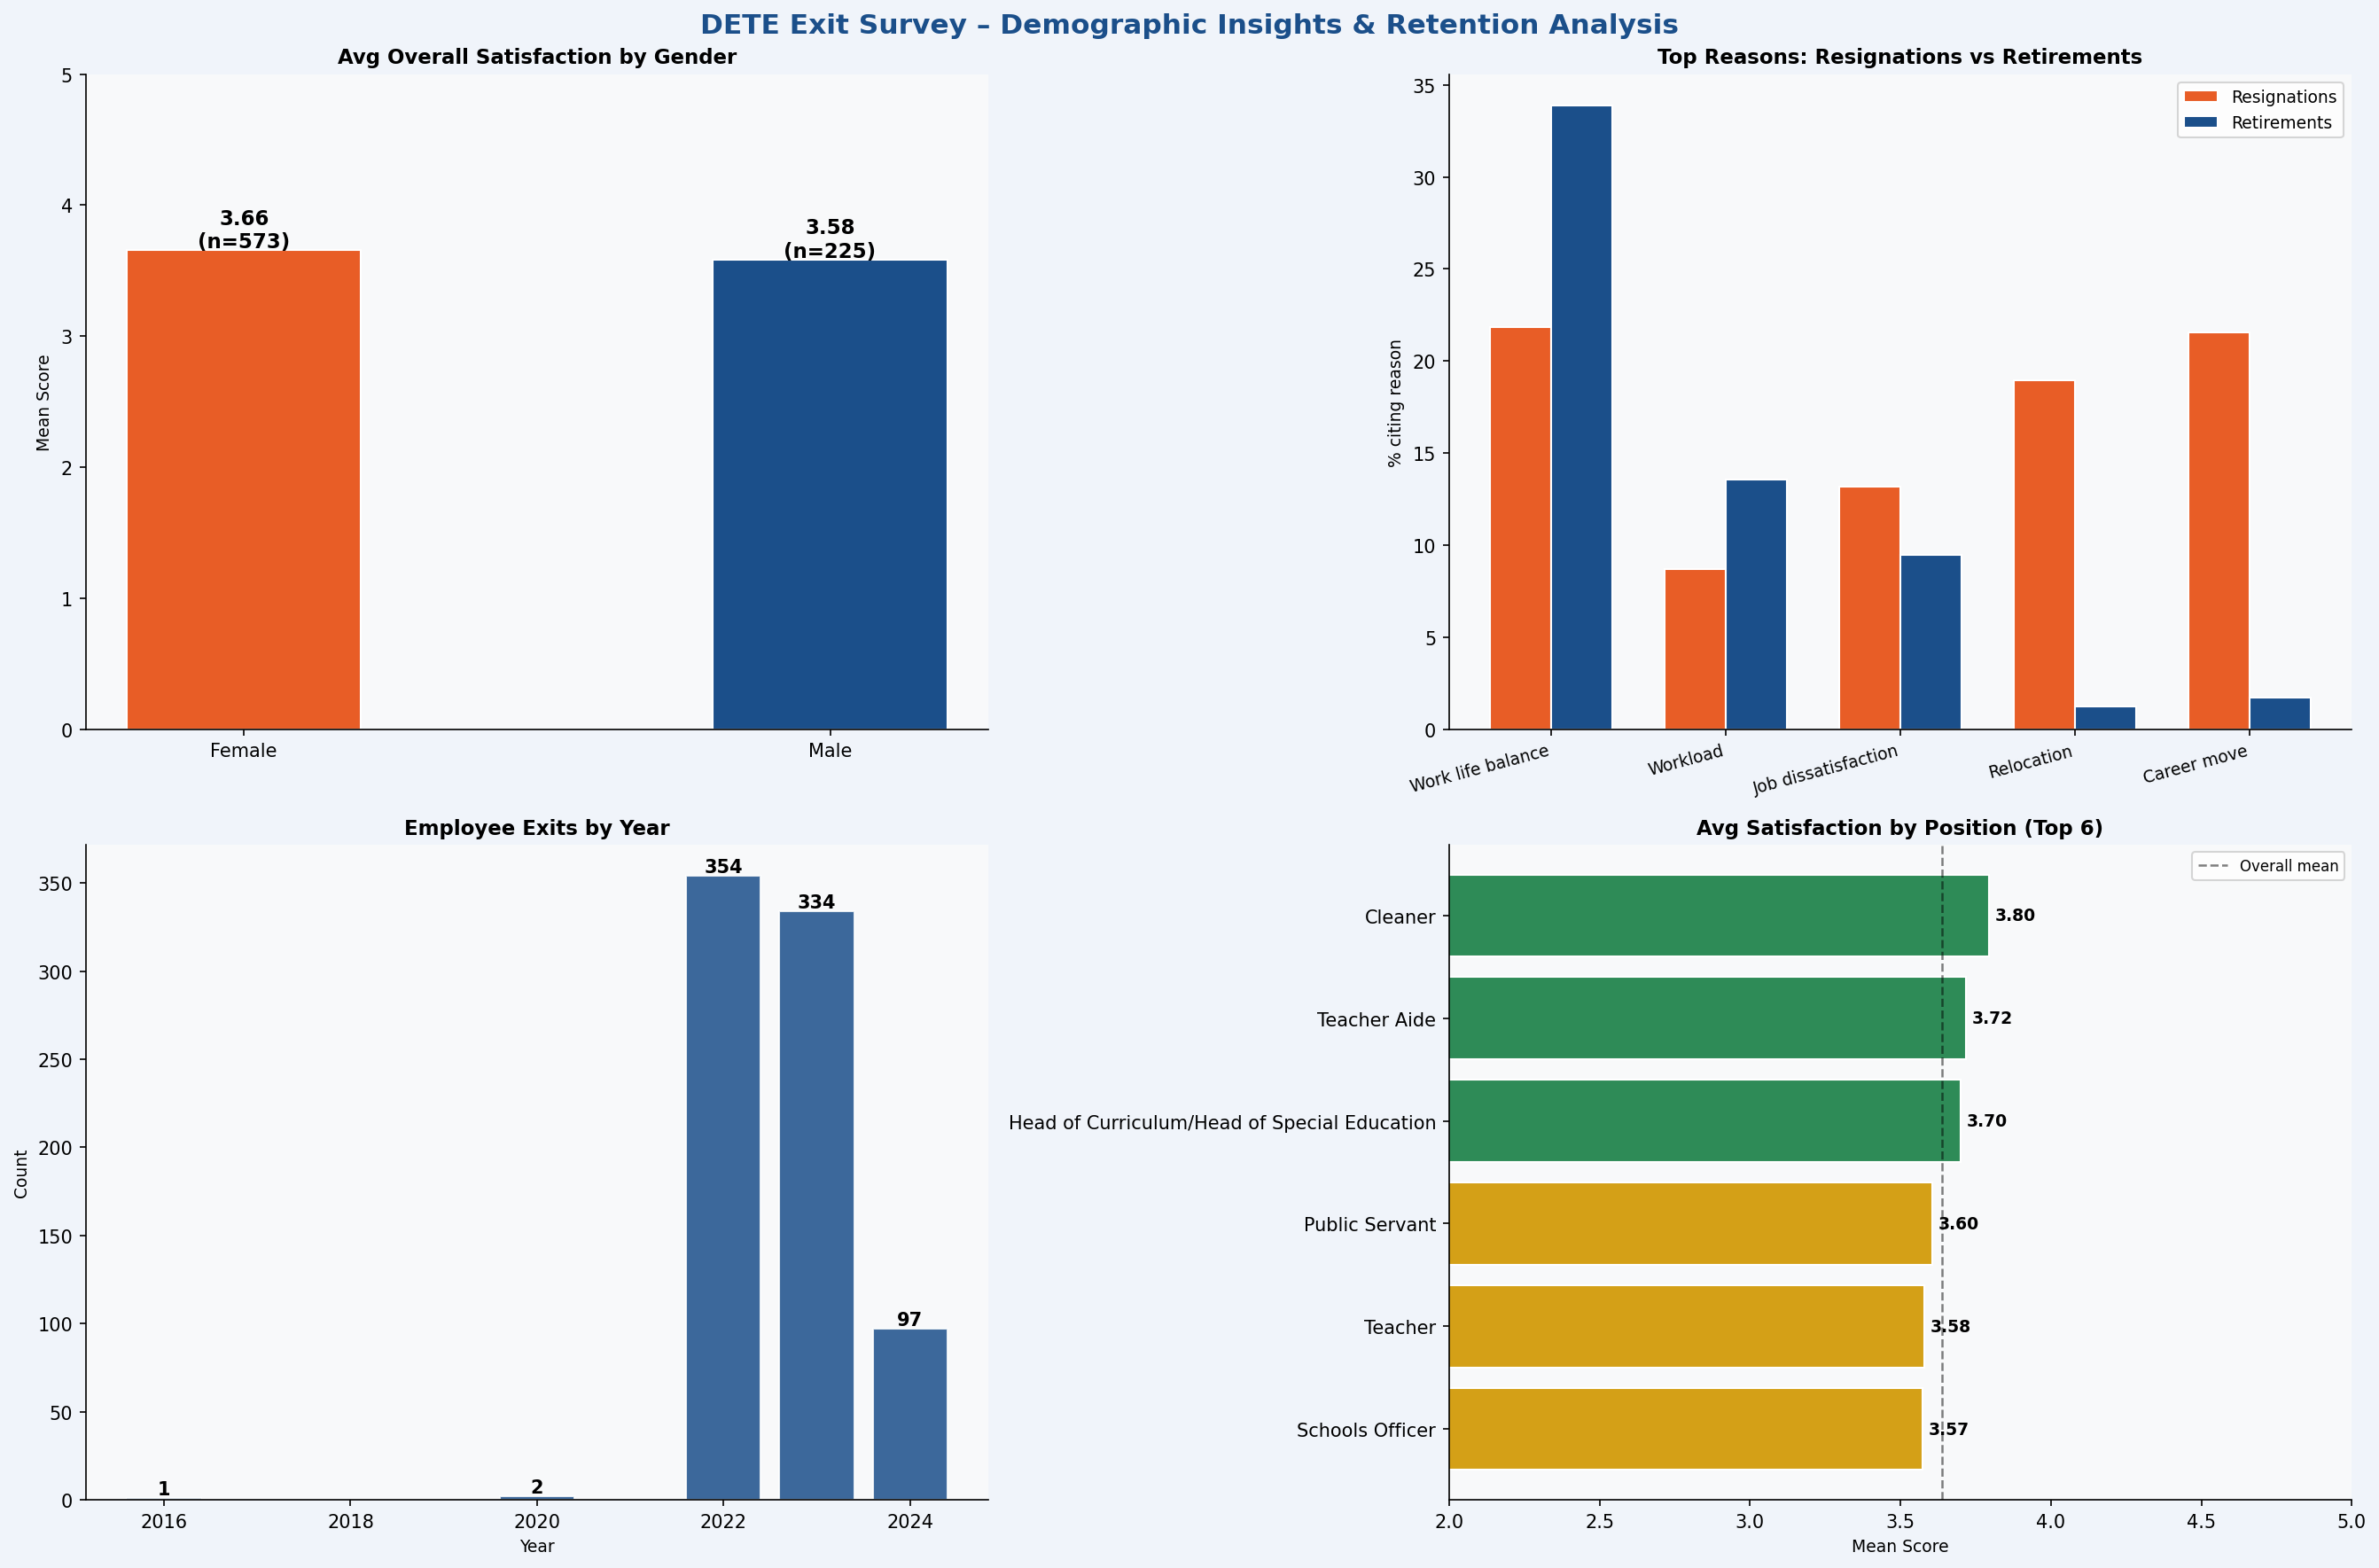 DETE Exit Survey – Demographic Insights & Retention Analysis
Avg Overall Satisfaction by Gender
5
4
3
2
1
0
Mean Score
3.66
(n=573)
3.58
(n=225)
Female
Male
Top Reasons: Resignations vs Retirements
Resignations
Retirements
35
30
25
20
15
10
5
0
% citing reason
Work life balance
Workload
Job dissatisfaction
Relocation
Career move
Employee Exits by Year
350
300
250
200
150
100
50
0
Count
1
2
354
334
97
2016
2018
2020
2022
2024
Year
Avg Satisfaction by Position (Top 6)
Overall mean
Cleaner
3.80
Teacher Aide
3.72
Head of Curriculum/Head of Special Education
3.70
Public Servant
3.60
Teacher
3.58
Schools Officer
3.57
2.0
2.5
3.0
3.5
4.0
4.5
5.0
Mean Score